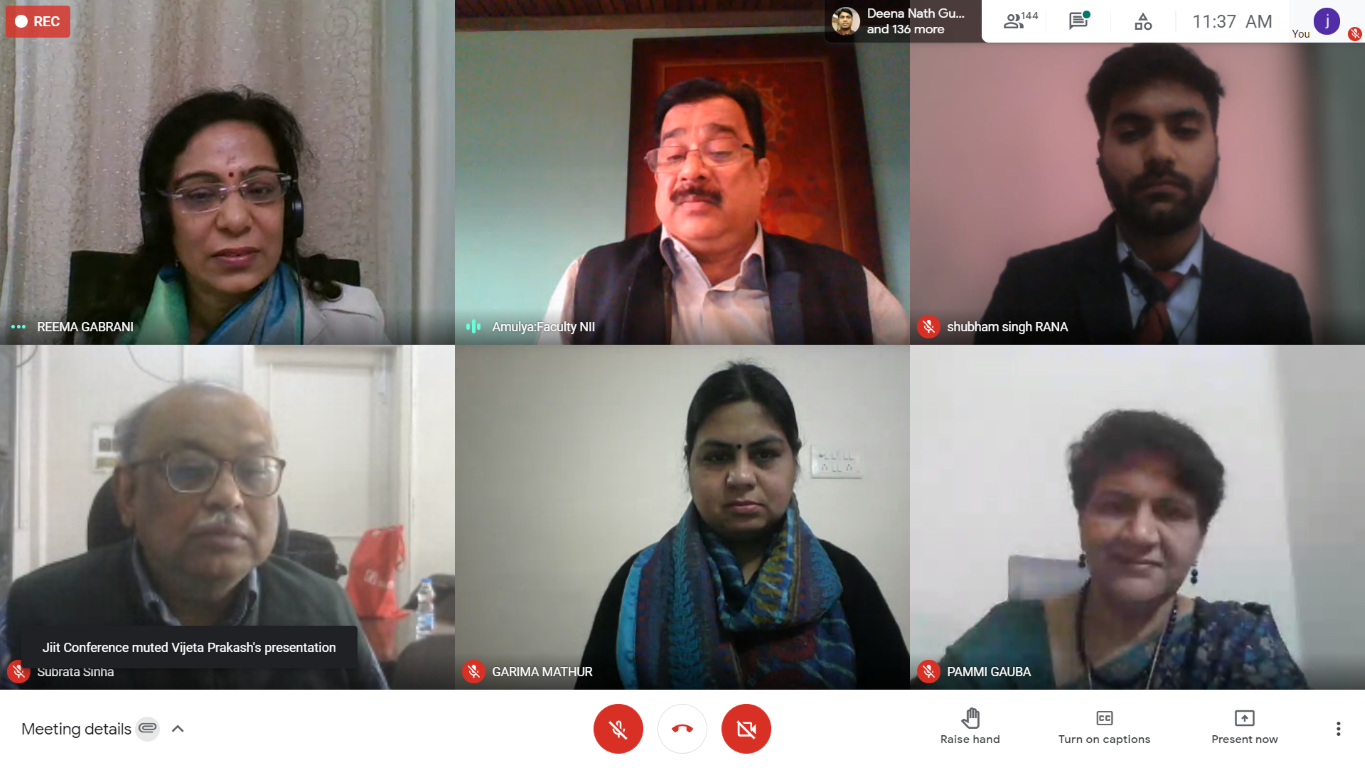 REC
Deena Nath Gu...
and 136 more
144
11:37 AM
You
j
REEMA GABRANI
Amulya:Faculty NII
shubham singh RANA
Jiit Conference muted Vijeta Prakash's presentation
Subrata Sinha
GARIMA MATHUR
PAMMI GAUBA
Meeting details
Raise hand
CC
Turn on captions
Present now